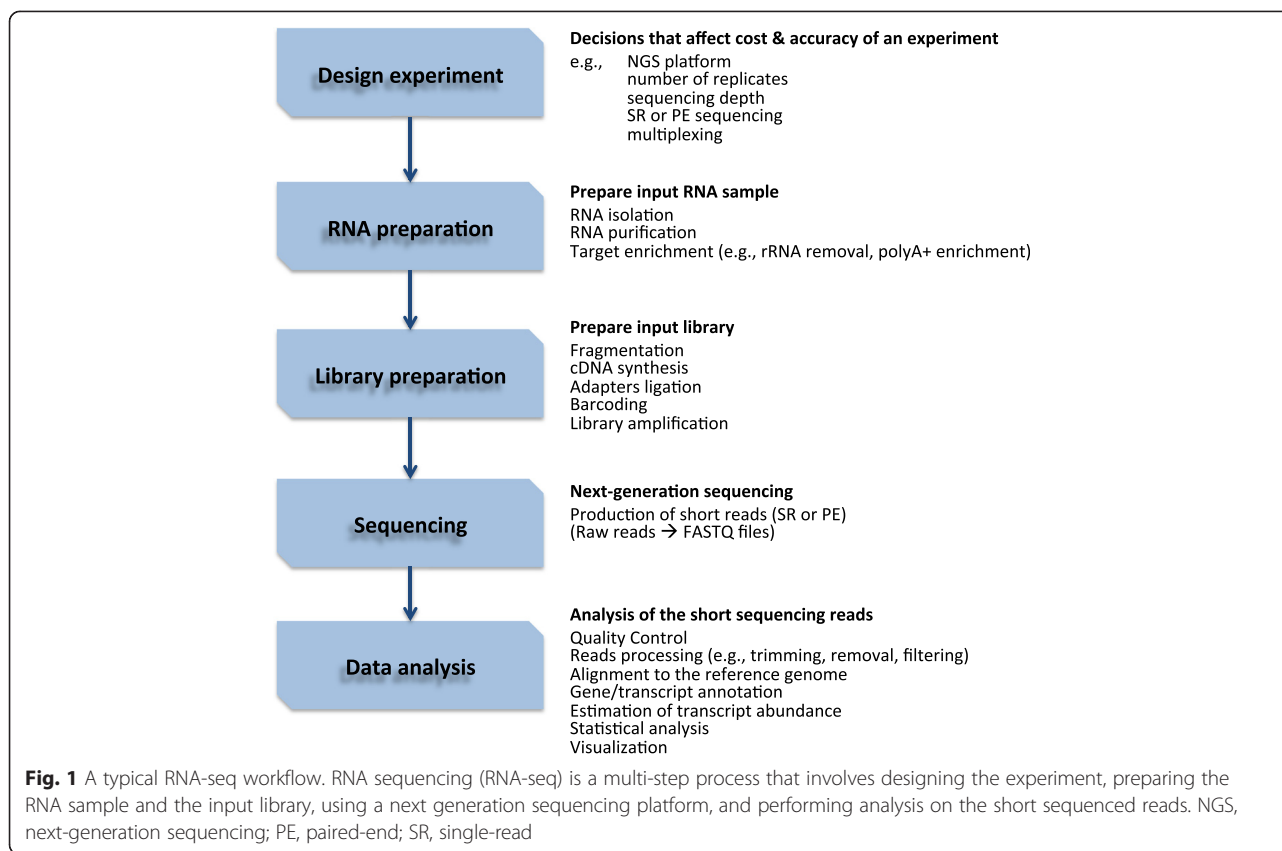 Design experiment
Decisions that affect cost & accuracy of an experiment
e.g., NGS platform
number of replicates
sequencing depth
SR or PE sequencing
multiplexing
RNA preparation
Prepare input RNA sample
RNA isolation
RNA purification
Target enrichment (e.g., rRNA removal, polyA+ enrichment)
Library preparation
Prepare input library
Fragmentation
cDNA synthesis
Adapters ligation
Barcoding
Library amplification
Sequencing
Next-generation sequencing
Production of short reads (SR or PE)
(Raw reads → FASTQ files)
Data analysis
Analysis of the short sequencing reads
Quality Control
Reads processing (e.g., trimming, removal, filtering)
Alignment to the reference genome
Gene/transcript annotation
Estimation of transcript abundance
Statistical analysis
Visualization
Fig. 1 A typical RNA-seq workflow. RNA sequencing (RNA-seq) is a multi-step process that involves designing the experiment, preparing the
RNA sample and the input library, using a next generation sequencing platform, and performing analysis on the short sequenced reads. NGS,
next-generation sequencing; PE, paired-end; SR, single-read